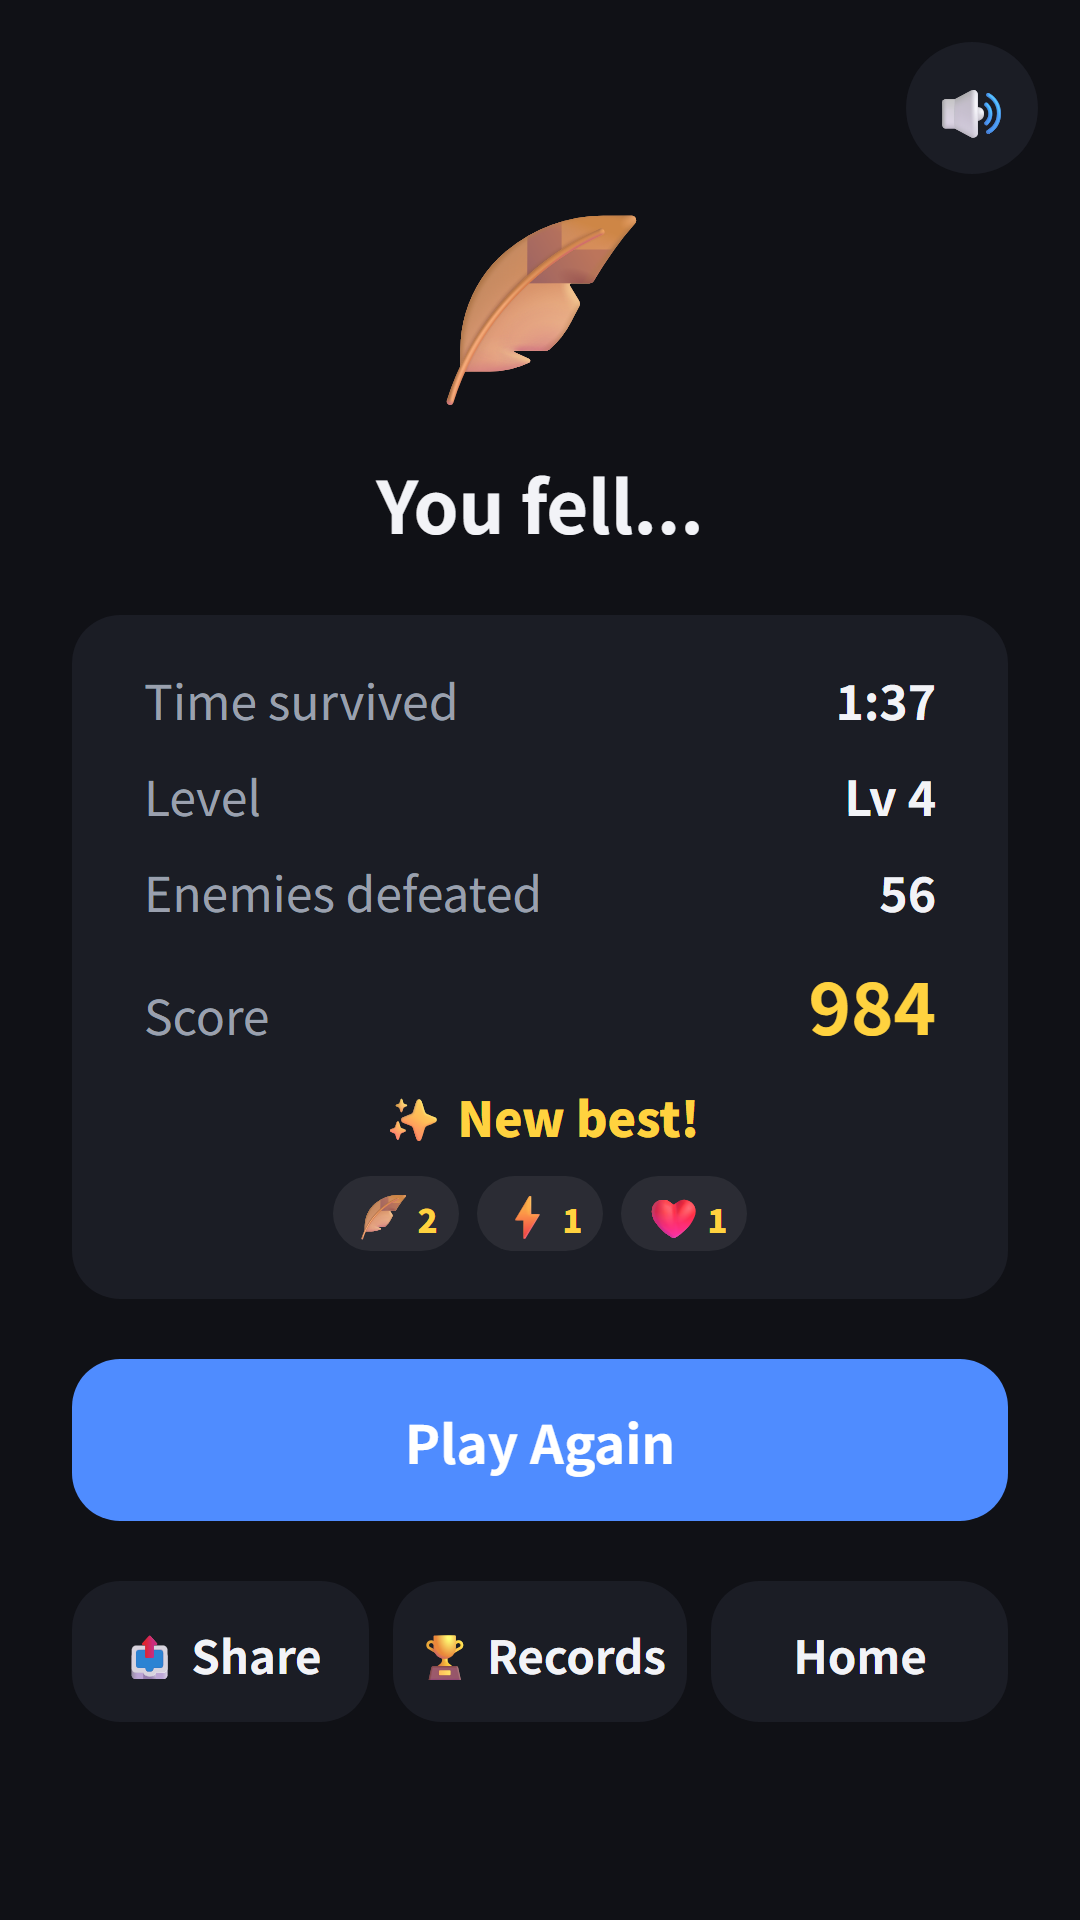 You fell...
Time survived 1:37
Level Lv 4
Enemies defeated 56
Score 984
✨ New best!
🪶 2 ⚡ 1 ❤️ 1
Play Again
📤 Share 🏆 Records Home